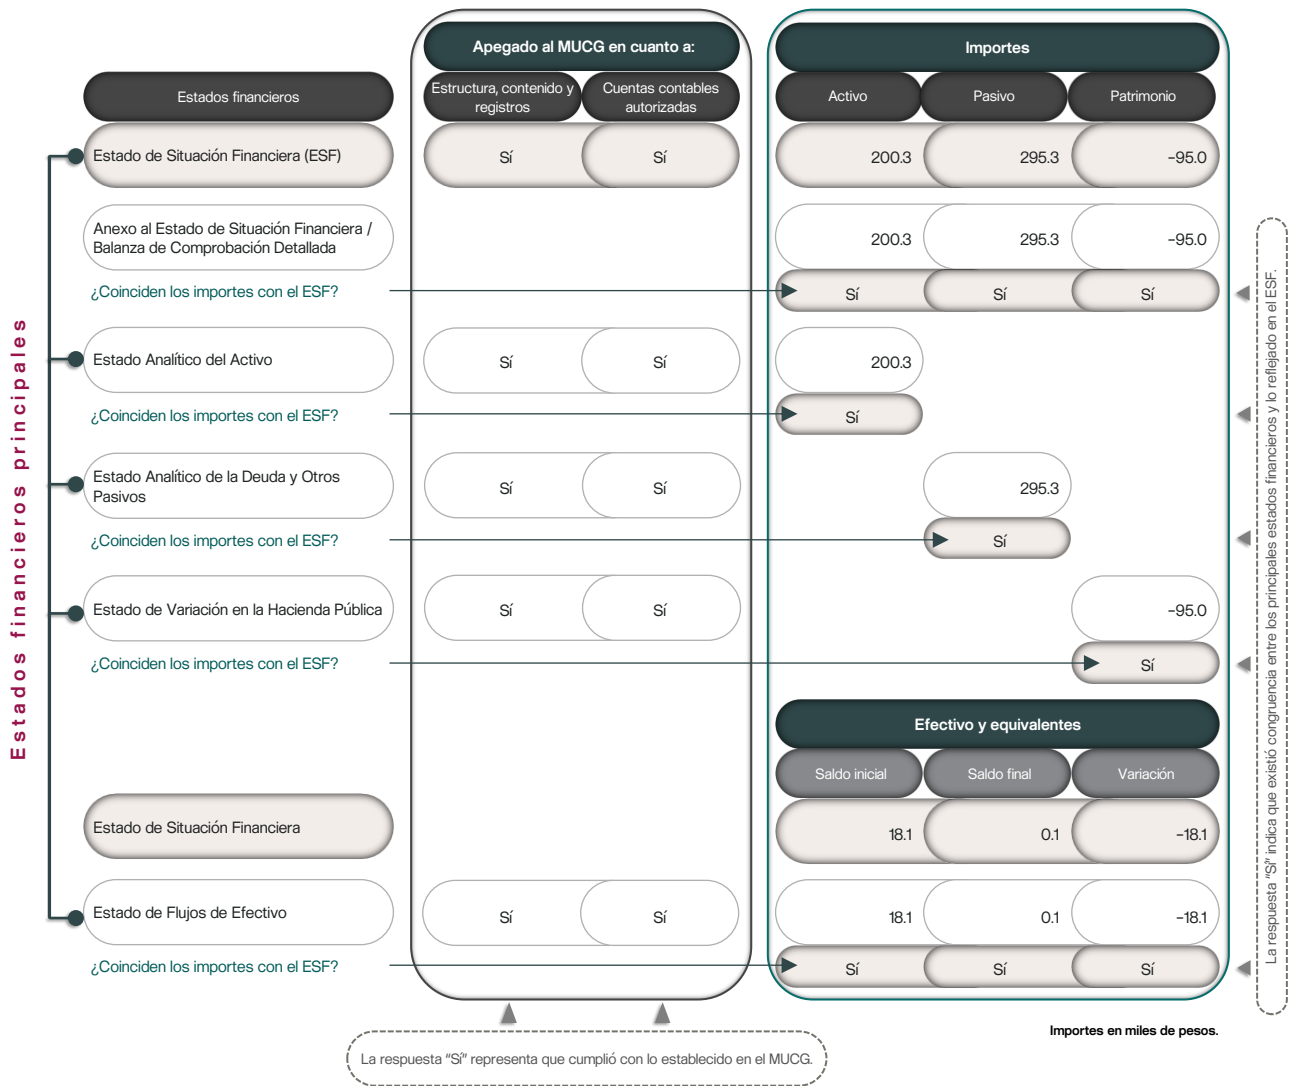 Apegado al MUCG en cuanto a:
Importes
Estados financieros
Estructura, contenido y
registros
Cuentas contables
autorizadas
Activo
Pasivo
Patrimonio
Estado de Situación Financiera (ESF)
Sí
Sí
200.3
295.3
-95.0
Anexo al Estado de Situación Financiera /
Balanza de Comprobación Detallada
200.3
295.3
-95.0
¿Coinciden los importes con el ESF?
Sí
Sí
Sí
Estado Analítico del Activo
Sí
Sí
200.3
¿Coinciden los importes con el ESF?
Sí
Estado Analítico de la Deuda y Otros
Pasivos
Sí
Sí
295.3
¿Coinciden los importes con el ESF?
Sí
Estado de Variación en la Hacienda Pública
Sí
Sí
-95.0
¿Coinciden los importes con el ESF?
Sí
Efectivo y equivalentes
Saldo inicial
Saldo final
Variación
Estado de Situación Financiera
18.1
0.1
-18.1
Estado de Flujos de Efectivo
Sí
Sí
18.1
0.1
-18.1
¿Coinciden los importes con el ESF?
Sí
Sí
Sí
Estados financieros principales
La respuesta "Sí" indica que existió congruencia entre los principales estados financieros y lo reflejado en el ESF.
Importes en miles de pesos.
La respuesta "Sí" representa que cumplió con lo establecido en el MUCG.